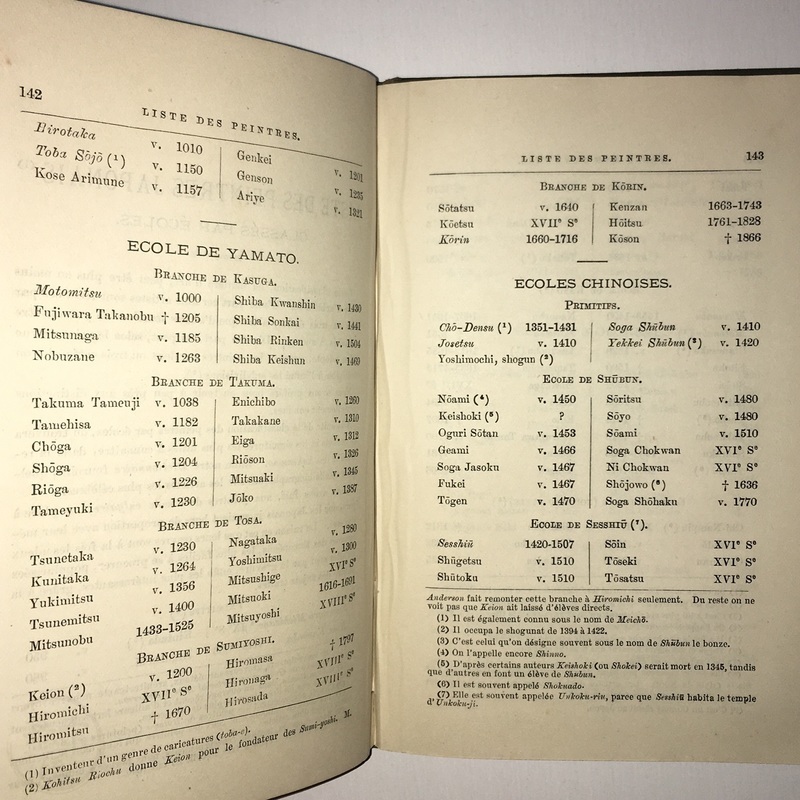 142
LISTE DES PEINTRES.
Hirotaka v. 1010
Toba Sōjō (¹) v. 1150
Kose Arimune v. 1157
Genkei v. 1201
Genson v. 1235
Ariye v. 1321
ECOLE DE YAMATO.
BRANCHE DE KASUGA.
Motomitsu v. 1000
Fujiwara Takanobu † 1205
Mitsunaga v. 1185
Nobuzane v. 1263
Shiba Kwanshin v. 1430
Shiba Sonkai v. 1441
Shiba Rinken v. 1504
Shiba Keishun v. 1469
BRANCHE DE TAKUMA.
Takuma Tameuji v. 1038
Tamehisa v. 1182
Chōga v. 1201
Shōga v. 1204
Riōga v. 1226
Tameyuki v. 1230
Enichibo v. 1260
Takakane v. 1310
Eiga v. 1312
Riōson v. 1326
Mitsuaki v. 1345
Jōko v. 1387
BRANCHE DE TOSA.
Tsunetaka v. 1230
Kunitaka v. 1264
Yukimitsu v. 1356
Tsunemitsu v. 1400
Mitsunobu 1433-1525
Nagataka v. 1280
Yoshimitsu v. 1300
Mitsushige XVIᵉ Sᵉ
Mitsuoki 1616-1691
Mitsuyoshi XVIIIᵉ Sᵉ
BRANCHE DE SUMIYOSHI.
Keion (²) v. 1200
Hiromichi XVIIᵉ Sᵉ
Hiromitsu † 1670
Hiromasa † 1797
Hironaga XVIIIᵉ Sᵉ
Hirosada XVIIIᵉ Sᵉ
(1) Inventeur d'un genre de caricatures (toba-e).
(2) Kohitsu Riochu donne Keion pour le fondateur des Sumi-yoshi. M.
LISTE DES PEINTRES. 143
BRANCHE DE KŌRIN.
Sōtatsu v. 1640
Kōetsu XVIIᵉ Sᵉ
Kōrin 1660-1716
Kenzan 1663-1743
Hōitsu 1761-1828
Kōson † 1866
ECOLES CHINOISES.
PRIMITIFS.
Chō-Densu (¹) 1351-1431
Josetsu v. 1410
Yoshimochi, shogun (²)
Soga Shūbun v. 1410
Yekkei Shūbun (³) v. 1420
ECOLE DE SHŪBUN.
Nōami (⁴) v. 1450
Keishoki (⁵) ?
Oguri Sōtan v. 1453
Geami v. 1466
Soga Jasoku v. 1467
Fukei v. 1467
Tōgen v. 1470
Sōritsu v. 1480
Sōyo v. 1480
Sōami v. 1510
Soga Chokwan XVIᵉ Sᵉ
Ni Chokwan XVIᵉ Sᵉ
Shōjowo (⁶) † 1636
Soga Shōhaku v. 1770
ECOLE DE SESSHIŪ (⁷).
Sesshiū 1420-1507
Shūgetsu v. 1510
Shūtoku v. 1510
Sōin XVIᵉ Sᵉ
Tōseki XVIᵉ Sᵉ
Tōsatsu XVIᵉ Sᵉ
Anderson fait remonter cette branche à Hiromichi seulement. Du reste on ne
voit pas que Keion ait laissé d'élèves directs.
(1) Il est également connu sous le nom de Meichō.
(2) Il occupa le shogunat de 1394 à 1422.
(3) C'est celui qu'on désigne souvent sous le nom de Shūbun le bonze.
(4) On l'appelle encore Shinno.
(5) D'après certains auteurs Keishoki (ou Shokei) serait mort en 1345, tandis
que d'autres en font un élève de Shubun.
(6) Il est souvent appelé Shokuado.
(7) Elle est souvent appelée Unkoku-riu, parce que Sesshiū habita le temple
d'Unkoku-ji.